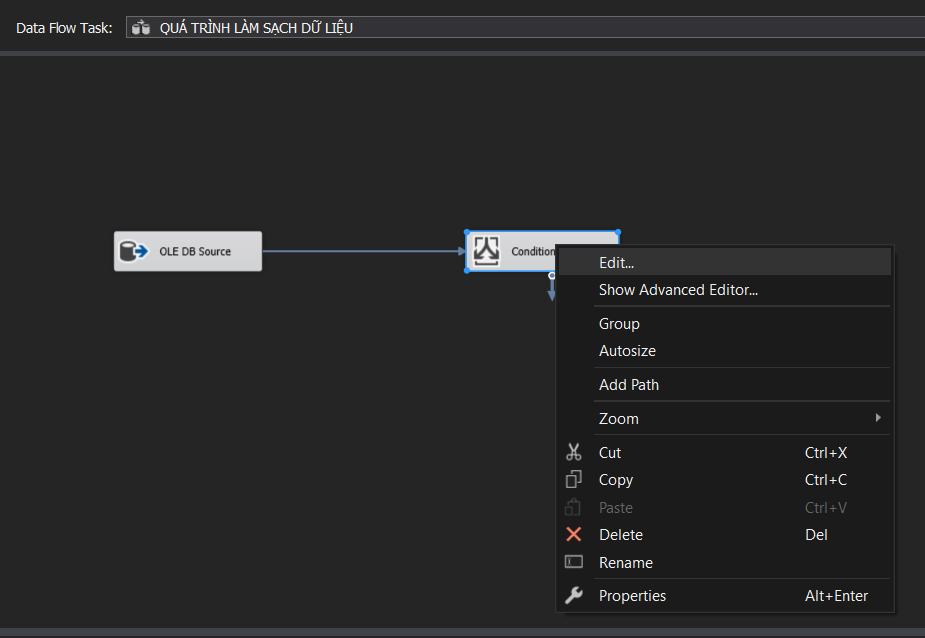 Data Flow Task: QUÁ TRÌNH LÀM SẠCH DỮ LIỆU
OLE DB Source
Condition
Edit...
Show Advanced Editor...
Group
Autosize
Add Path
Zoom
Cut Ctrl+X
Copy Ctrl+C
Paste Ctrl+V
Delete Del
Rename
Properties Alt+Enter